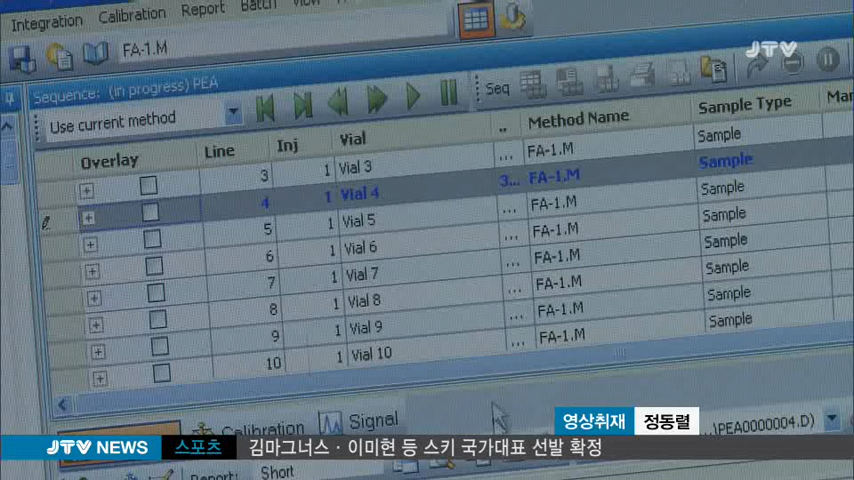 Integration Calibration Report Batch
FA-1.M
JTV
Sequence: (in progress) PEA
Use current method
Seq
Overlay Line Inj Vial .. Method Name Sample Type
3 1 Vial 3 ... FA-1.M Sample
4 1 Vial 4 3... FA-1.M Sample
5 1 Vial 5 ... FA-1.M Sample
6 1 Vial 6 ... FA-1.M Sample
7 1 Vial 7 ... FA-1.M Sample
8 1 Vial 8 ... FA-1.M Sample
9 1 Vial 9 ... FA-1.M Sample
10 1 Vial 10 ... FA-1.M Sample
Calibration Signal
...\PEA0000004.D)
영상취재 정동렬
JTV NEWS 스포츠 김마그너스·이미현 등 스키 국가대표 선발 확정
Report: Short